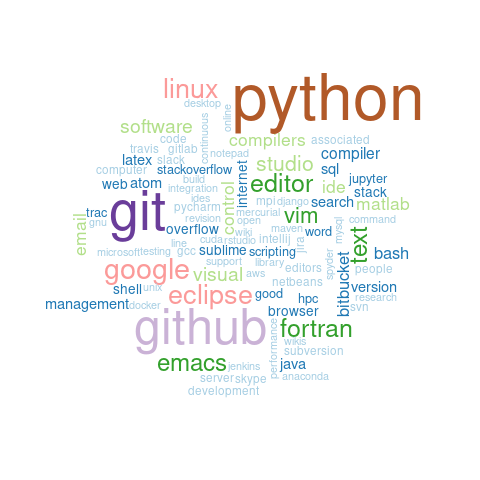 linux
python
desktop
online
software
continuous
code
compilers
associated
travis
gitlab
notepad
compiler
latex
slack
studio
computer
stackoverflow
internet
sql
build
editor
jupyter
web
atom
integration
control
ide
stack
git
ides
mpi
django
search
matlab
pycharm
trac
revision
mercurial
vim
command
gnu
email
overflow
open
wiki
maven
word
mysql
text
line
cuda
rstudio
intellij
jira
microsoft
testing
gcc
sublime
scripting
bash
google
support
library
editors
spyder
bitbucket
people
visual
aws
netbeans
shell
unix
eclipse
good
version
management
docker
hpc
research
github
browser
svn
performance
fortran
wikis
emacs
subversion
jenkins
java
server
skype
anaconda
development